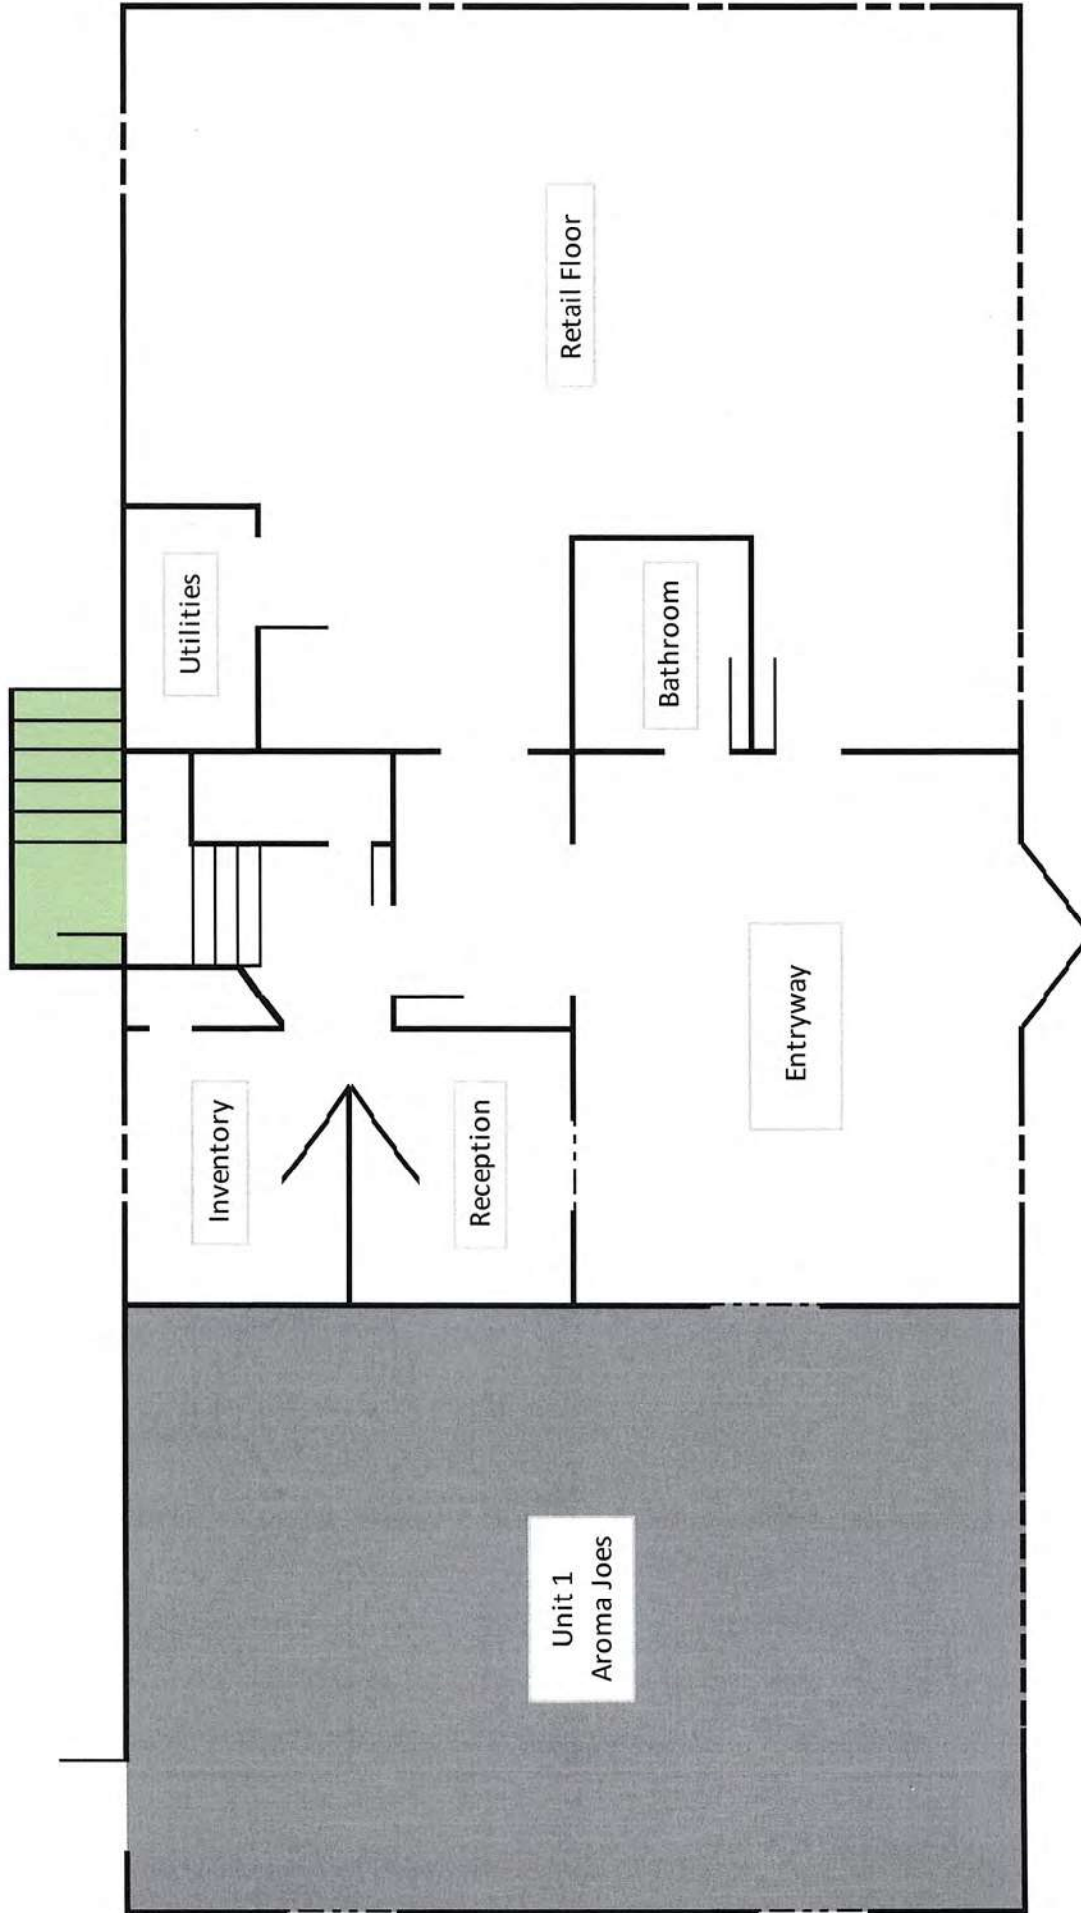 Utilities
Retail Floor
Bathroom
Inventory
Reception
Entryway
Unit 1
Aroma Joes